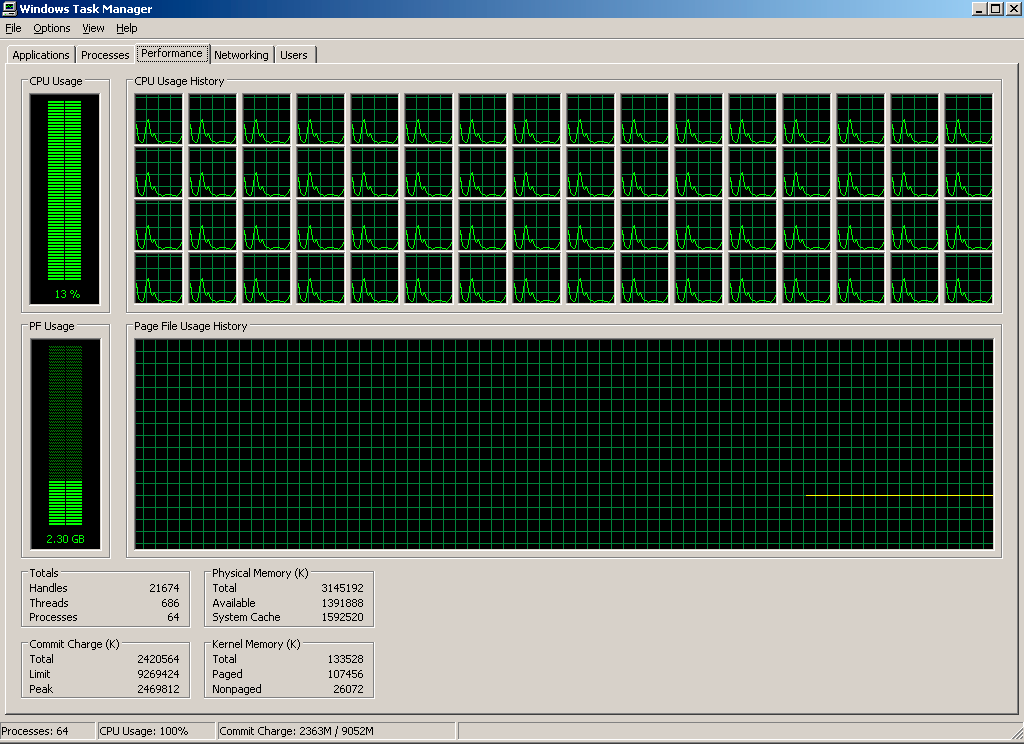 Windows Task Manager
File Options View Help
Applications Processes Performance Networking Users
CPU Usage CPU Usage History
13 %
PF Usage Page File Usage History
2.30 GB
Totals
Handles 21674
Threads 686
Processes 64
Physical Memory (K)
Total 3145192
Available 1391888
System Cache 1592520
Commit Charge (K)
Total 2420564
Limit 9269424
Peak 2469812
Kernel Memory (K)
Total 133528
Paged 107456
Nonpaged 26072
Processes: 64 CPU Usage: 100% Commit Charge: 2363M / 9052M